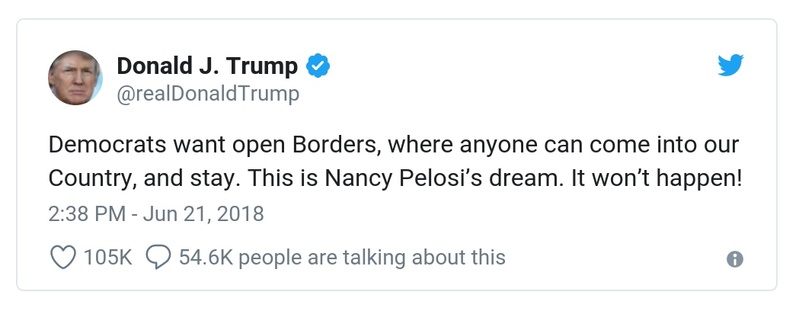 Donald J. Trump
@realDonaldTrump
Democrats want open Borders, where anyone can come into our
Country, and stay. This is Nancy Pelosi’s dream. It won’t happen!
2:38 PM - Jun 21, 2018
105K 54.6K people are talking about this